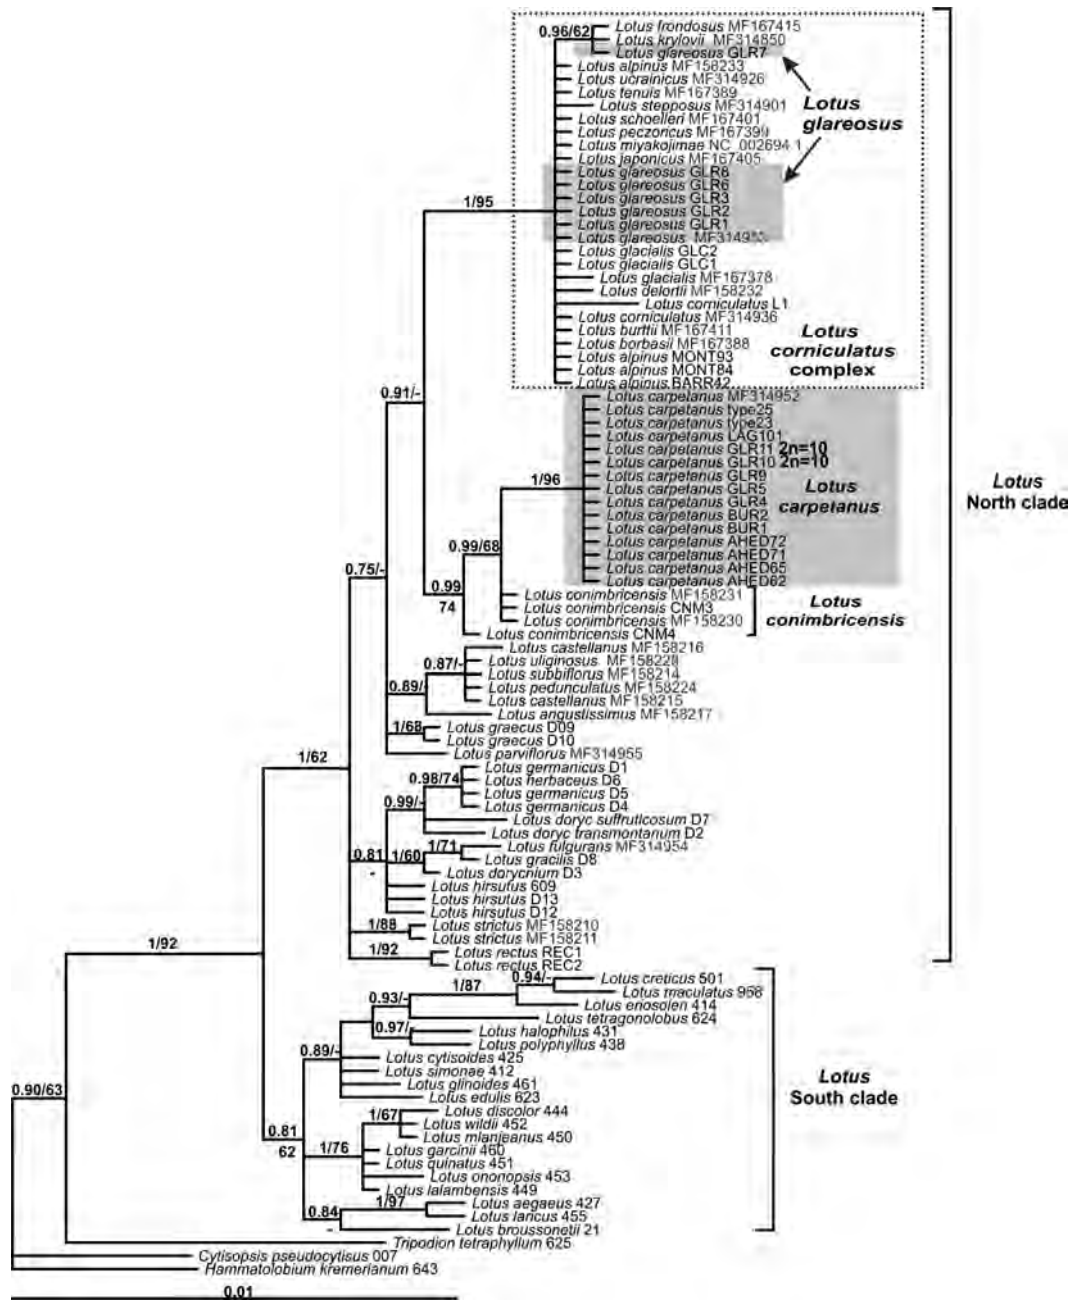 0.96/62
Lotus frondosus MF167415
Lotus krylovii MF314850
Lotus glareosus GLR7
Lotus alpinus MF158233
Lotus ucrainicus MF314926
Lotus tenuis MF167389
Lotus stepposus MF314901
Lotus schoelleri MF167401
Lotus peczoricus MF167399
Lotus miyakojimae NC_002694.1
Lotus japonicus MF167405
Lotus glareosus GLR8
Lotus glareosus GLR6
Lotus glareosus GLR3
Lotus glareosus GLR2
Lotus glareosus GLR1
Lotus glareosus
Lotus glacialis GLC2
Lotus glacialis GLC1
Lotus glacialis MF167378
Lotus delortii MF158232
Lotus corniculatus L1
Lotus corniculatus MF314936
Lotus burttii MF167411
Lotus borbasii MF167388
Lotus alpinus MONT93
Lotus alpinus MONT84
Lotus alpinus BARR42
Lotus
glareosus
1/95
Lotus
corniculatus
complex
0.91/-
Lotus carpetanus MF314952
Lotus carpetanus type25
Lotus carpetanus type23
Lotus carpetanus LAG101
Lotus carpetanus GLR11 2n=10
Lotus carpetanus GLR10 2n=10
Lotus carpetanus GLR9
Lotus carpetanus GLR5
Lotus carpetanus GLR4
Lotus carpetanus BUR2
Lotus carpetanus BUR1
Lotus carpetanus AHED72
Lotus carpetanus AHED71
Lotus carpetanus AHED65
Lotus carpetanus AHED62
1/96
Lotus
carpetanus
Lotus
North clade
0.99/68
0.75/-
0.99
74
Lotus conimbricensis MF158231
Lotus conimbricensis CNM3
Lotus conimbricensis MF158230
Lotus conimbricensis CNM4
Lotus
conimbricensis
Lotus castellanus MF158216
Lotus uliginosus MF158228
Lotus subbiflorus MF158214
Lotus pedunculatus MF158224
Lotus castellanus MF158215
Lotus angustissimus MF158217
0.87/-
0.89/-
1/68
Lotus graecus D09
Lotus graecus D10
Lotus parviflorus MF314955
1/62
Lotus germanicus D1
Lotus herbaceus D6
Lotus germanicus D5
Lotus germanicus D4
Lotus doryc suffruticosum D7
Lotus doryc transmontanum D2
0.98/74
0.99/-
1/71
1/60
0.81
-
Lotus fulgurans MF314954
Lotus gracilis D8
Lotus dorycnium D3
Lotus hirsutus 609
Lotus hirsutus D13
Lotus hirsutus D12
1/88
Lotus strictus MF158210
Lotus strictus MF158211
1/92
Lotus rectus REC1
Lotus rectus REC2
1/92
0.94/-
1/87
0.93/-
0.97/-
0.89/-
Lotus creticus 501
Lotus maculatus 968
Lotus eriosolen 414
Lotus tetragonolobus 624
Lotus halophilus 431
Lotus polyphyllus 438
Lotus cytisoides 425
Lotus simonae 412
Lotus glinoides 461
Lotus edulis 623
Lotus
South clade
0.90/63
0.81
62
1/67
1/76
Lotus discolor 444
Lotus wildii 452
Lotus mlanjeanus 450
Lotus garcinii 460
Lotus quinatus 451
Lotus ononopsis 453
Lotus lalambensis 449
1/97
0.84
-
Lotus aegaeus 427
Lotus laricus 455
Lotus broussonetii 21
Tripodion tetraphyllum 625
Cytisopsis pseudocytisus 007
Hammatolobium kremerianum 643
0.01